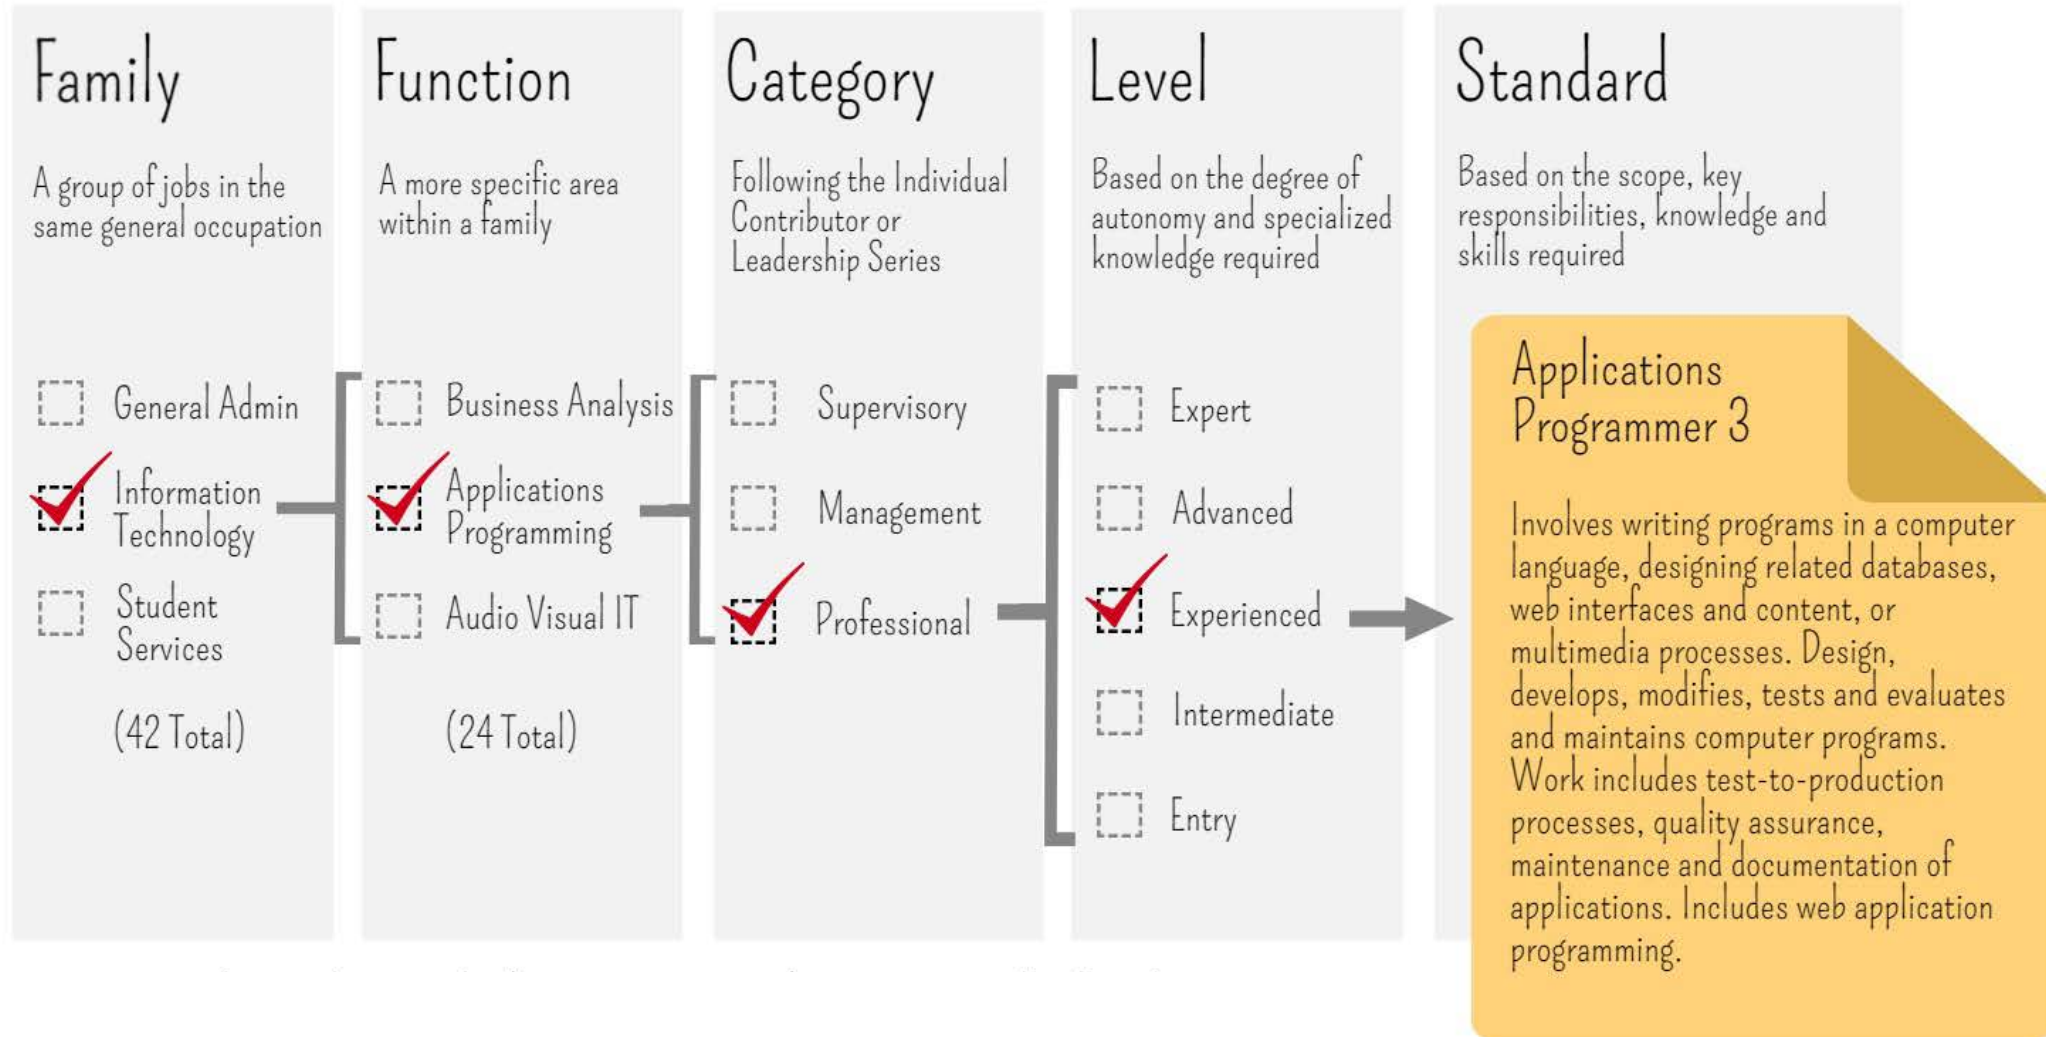 Family
A group of jobs in the
same general occupation
General Admin
Information
Technology
Student
Services
(42 Total)
Function
A more specific area
within a family
Business Analysis
Applications
Programming
Audio Visual IT
(24 Total)
Category
Following the Individual
Contributor or
Leadership Series
Supervisory
Management
Professional
Level
Based on the degree of
autonomy and specialized
knowledge required
Expert
Advanced
Experienced
Intermediate
Entry
Standard
Based on the scope, key
responsibilities, knowledge and
skills required
Applications
Programmer 3
Involves writing programs in a computer
language, designing related databases,
web interfaces and content, or
multimedia processes. Design,
develops, modifies, tests and evaluates
and maintains computer programs.
Work includes test-to-production
processes, quality assurance,
maintenance and documentation of
applications. Includes web application
programming.